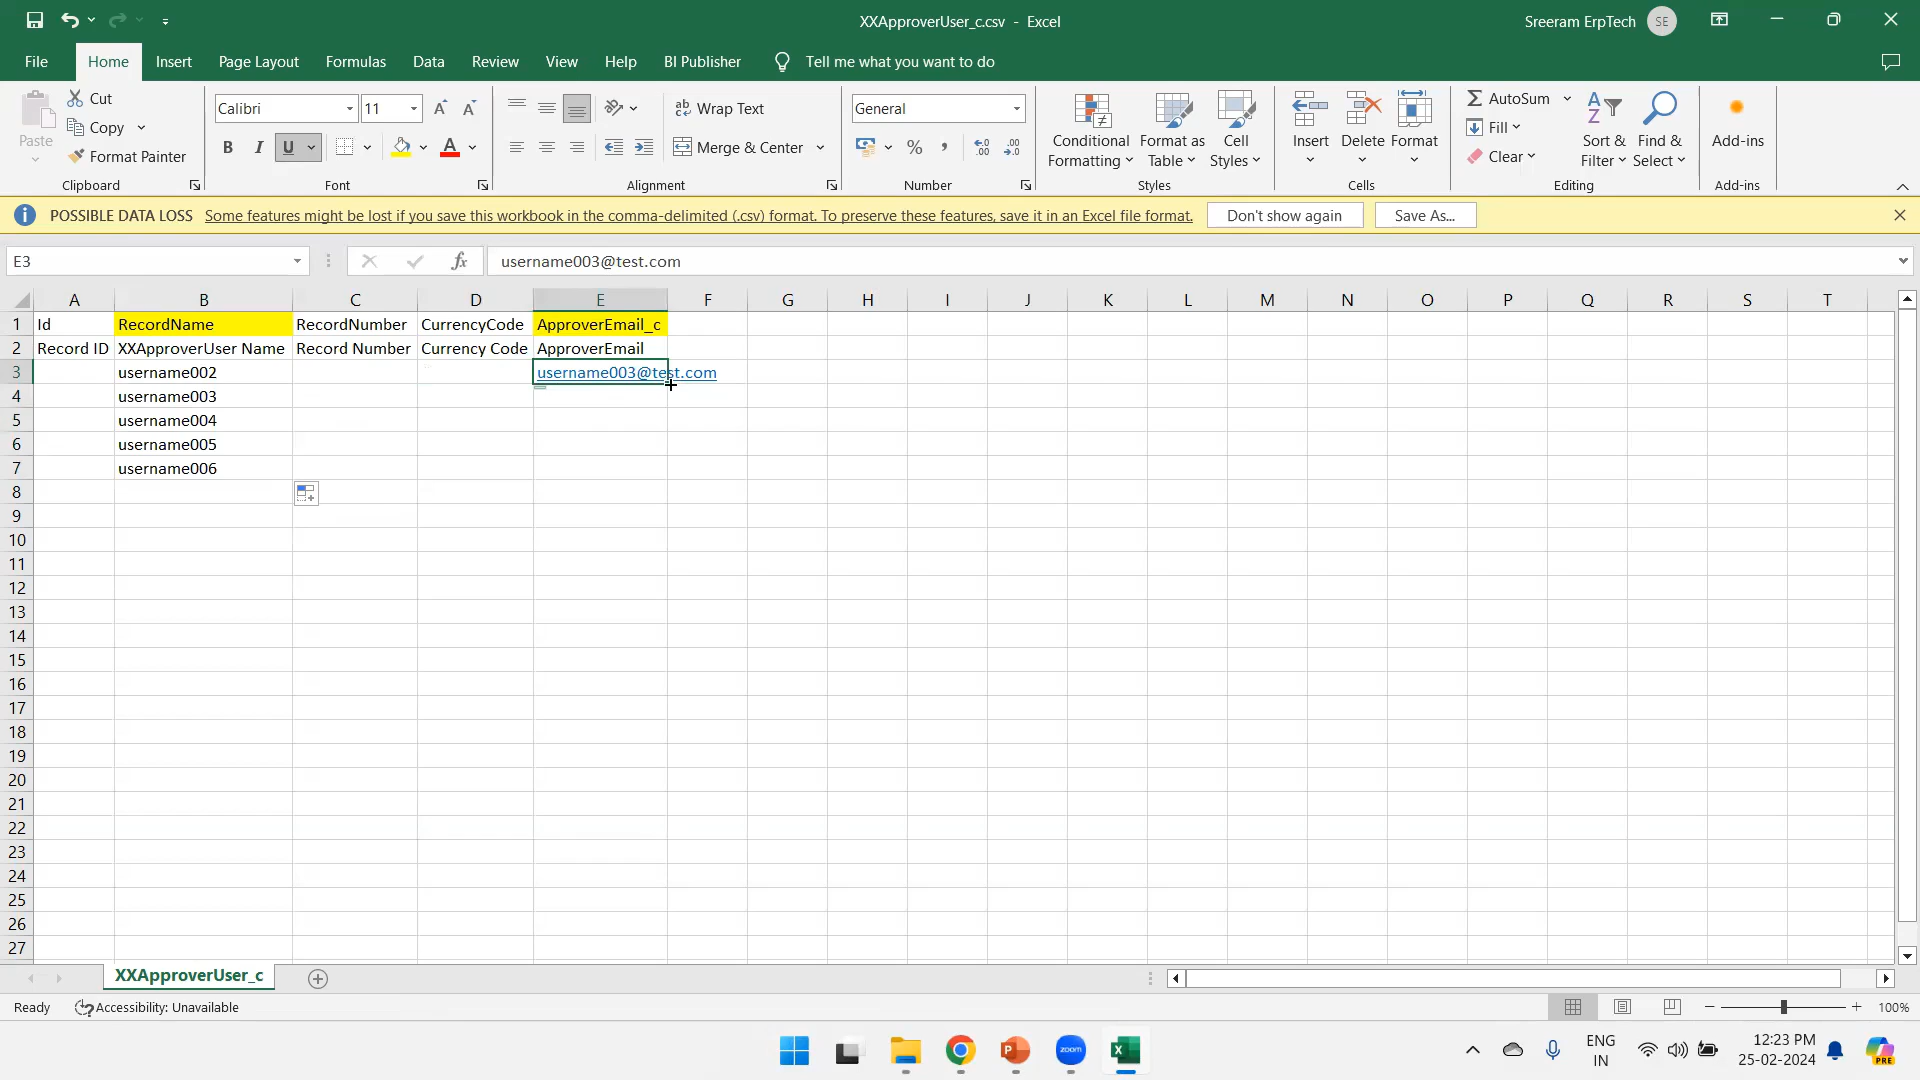 XXApproverUser_c.csv - Excel
Sreeram ErpTech
SE
File Home Insert Page Layout Formulas Data Review View Help BI Publisher Tell me what you want to do
Paste
Cut
Copy
Format Painter
Clipboard
Calibri 11
B I U
Font
Wrap Text
Merge & Center
Alignment
General
Number
Conditional Formatting
Format as Table
Cell Styles
Styles
Insert Delete Format
Cells
AutoSum
Fill
Clear
Sort & Filter
Find & Select
Editing
Add-ins
Add-ins
POSSIBLE DATA LOSS Some features might be lost if you save this workbook in the comma-delimited (.csv) format. To preserve these features, save it in an Excel file format. Don't show again Save As...
E3 fx username003@test.com
A B C D E F G H I J K L M N O P Q R S T
1 Id RecordName RecordNumber CurrencyCode ApproverEmail_c
2 Record ID XXApproverUser Name Record Number Currency Code ApproverEmail
3 username002 username003@test.com
4 username003
5 username004
6 username005
7 username006
8
9
10
11
12
13
14
15
16
17
18
19
20
21
22
23
24
25
26
27
XXApproverUser_c
Ready Accessibility: Unavailable 100%
zoom
ENG
IN
12:23 PM
25-02-2024
PRE